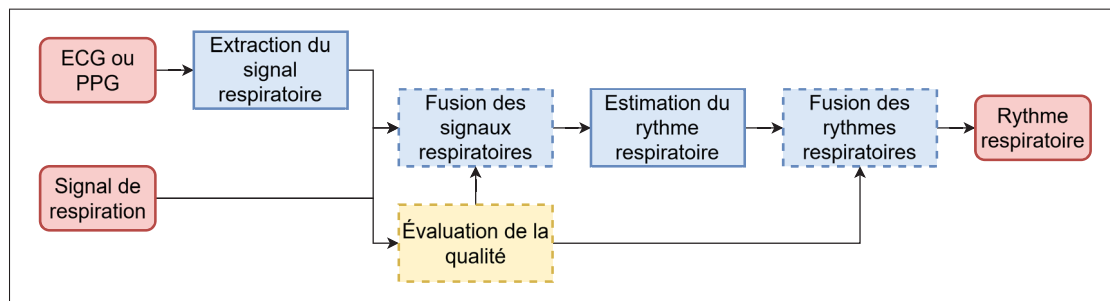 ECG ou
PPG
Extraction du
signal
respiratoire
Signal de
respiration
Fusion des
signaux
respiratoires
Évaluation de la
qualité
Estimation du
rythme
respiratoire
Fusion des
rythmes
respiratoires
Rythme
respiratoire